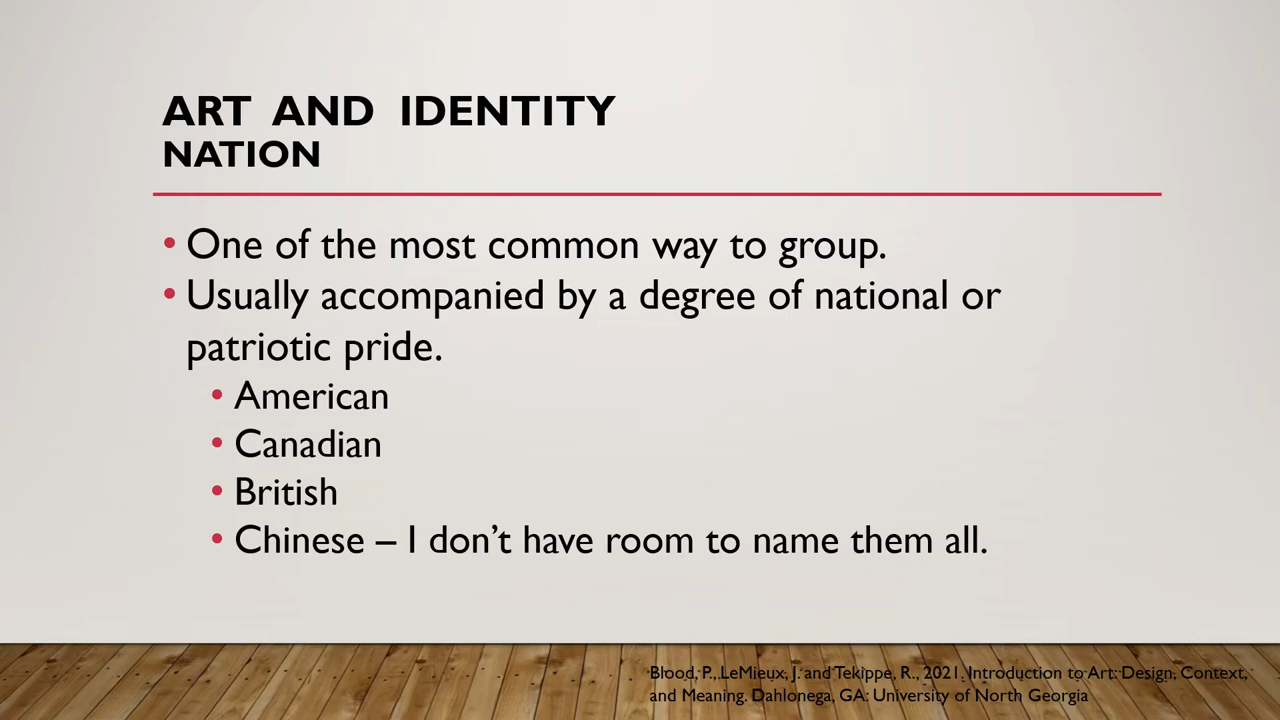 ART AND IDENTITY
NATION
• One of the most common way to group.
• Usually accompanied by a degree of national or
patriotic pride.
• American
• Canadian
• British
• Chinese – I don’t have room to name them all.
Blood, P., LeMieux, J. and Tekippe, R., 2021. Introduction to Art: Design, Context,
and Meaning. Dahlonega, GA: University of North Georgia